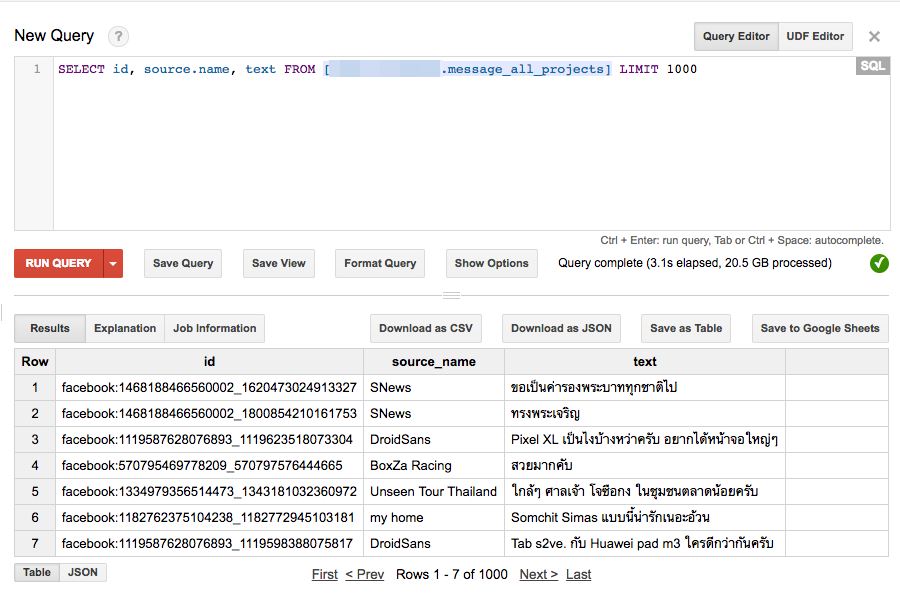 New Query ?
Query Editor UDF Editor ×
1 SELECT id, source.name, text FROM [ .message_all_projects] LIMIT 1000
SQL
Ctrl + Enter: run query, Tab or Ctrl + Space: autocomplete.
RUN QUERY Save Query Save View Format Query Show Options Query complete (3.1s elapsed, 20.5 GB processed)
Results Explanation Job Information Download as CSV Download as JSON Save as Table Save to Google Sheets
Row id source_name text
1 facebook:1468188466560002_1620473024913327 SNews ขอเป็นค่ารองพระบาททุกชาติไป
2 facebook:1468188466560002_1800854210161753 SNews ทรงพระเจริญ
3 facebook:1119587628076893_1119623518073304 DroidSans Pixel XL เป็นไงบ้างหว่าครับ อยากได้หน้าจอใหญ่ๆ
4 facebook:570795469778209_570797576444665 BoxZa Racing สวยมากคับ
5 facebook:1334979356514473_1343181032360972 Unseen Tour Thailand ใกล้ๆ ศาลเจ้า โจซือกง ในชุมชนตลาดน้อยครับ
6 facebook:1182762375104238_1182772945103181 my home Somchit Simas แบบนี้น่ารักเนอะอ้วน
7 facebook:1119587628076893_1119598388075817 DroidSans Tab s2ve. กับ Huawei pad m3 ใครดีกว่ากันครับ
Table JSON First < Prev Rows 1 - 7 of 1000 Next > Last